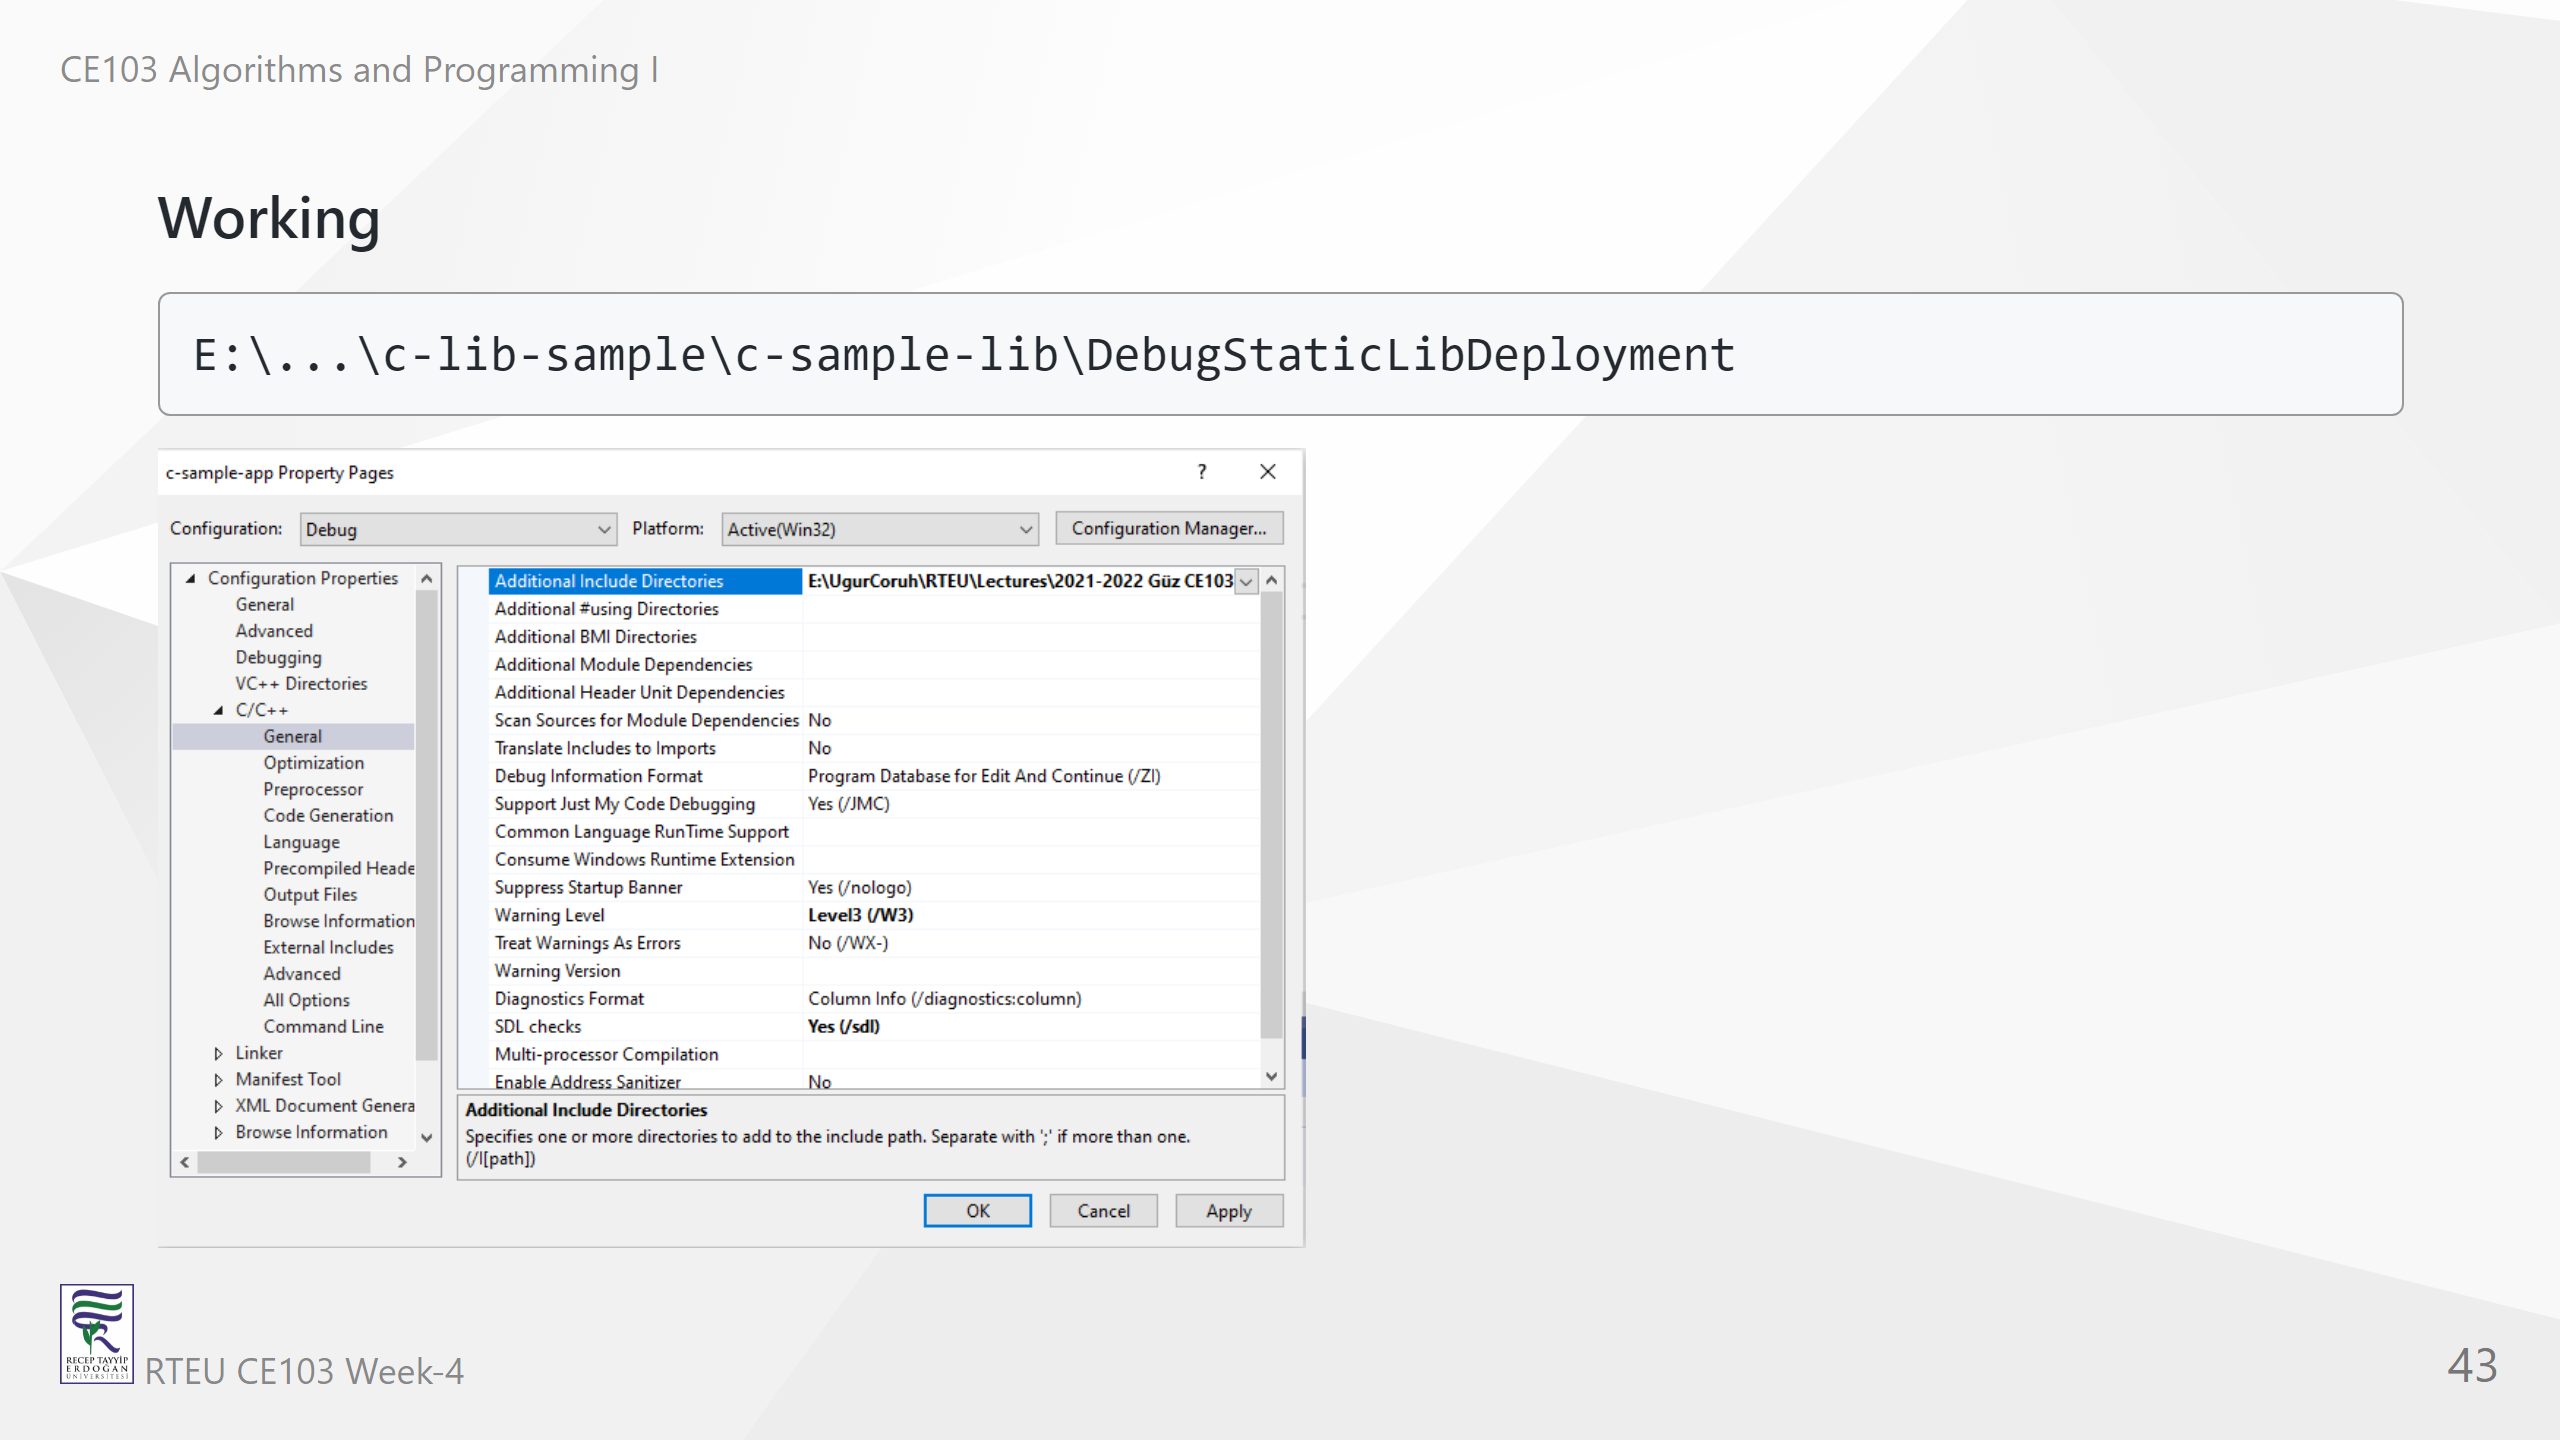 CE103 Algorithms and Programming I
Working
E:\...\c-lib-sample\c-sample-lib\DebugStaticLibDeployment
c-sample-app Property Pages
?
Configuration: Debug Platform: Active(Win32) Configuration Manager...
Configuration Properties
General
Advanced
Debugging
VC++ Directories
C/C++
General
Optimization
Preprocessor
Code Generation
Language
Precompiled Heade
Output Files
Browse Information
External Includes
Advanced
All Options
Command Line
Linker
Manifest Tool
XML Document Genera
Browse Information
Additional Include Directories E:\UgurCoruh\RTEU\Lectures\2021-2022 Güz CE103
Additional #using Directories
Additional BMI Directories
Additional Module Dependencies
Additional Header Unit Dependencies
Scan Sources for Module Dependencies No
Translate Includes to Imports No
Debug Information Format Program Database for Edit And Continue (/ZI)
Support Just My Code Debugging Yes (/JMC)
Common Language RunTime Support
Consume Windows Runtime Extension
Suppress Startup Banner Yes (/nologo)
Warning Level Level3 (/W3)
Treat Warnings As Errors No (/WX-)
Warning Version
Diagnostics Format Column Info (/diagnostics:column)
SDL checks Yes (/sdl)
Multi-processor Compilation
Enable Address Sanitizer No
Additional Include Directories
Specifies one or more directories to add to the include path. Separate with ';' if more than one.
(/I[path])
OK Cancel Apply
RECEP TAYYİP
ERDOĞAN
ÜNİVERSİTESİ
RTEU CE103 Week-4
43